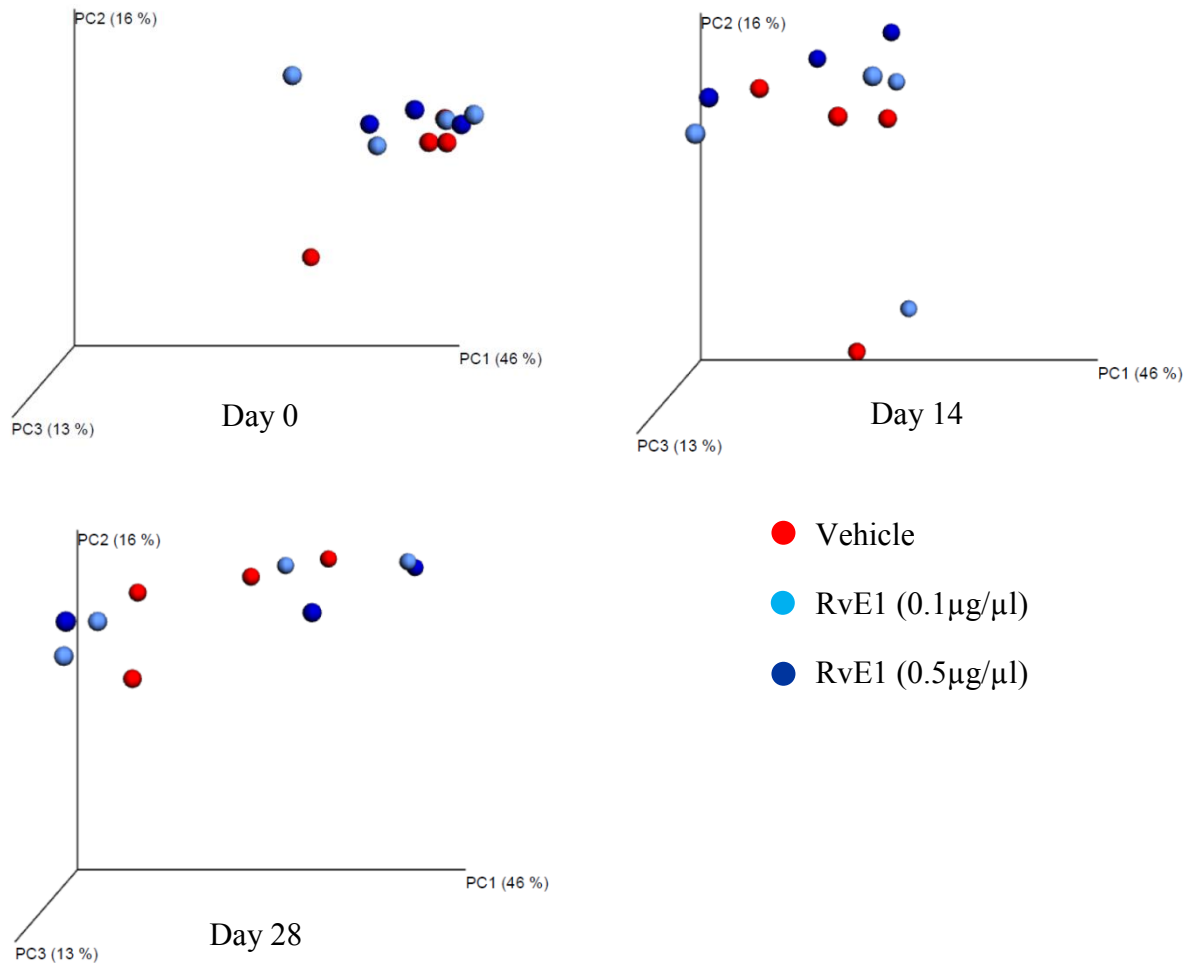 PC2 (16 %)
PC1 (46 %)
PC3 (13 %)
Day 0
PC2 (16 %)
PC1 (46 %)
PC3 (13 %)
Day 14
PC2 (16 %)
PC1 (46 %)
PC3 (13 %)
Day 28
Vehicle
RvE1 (0.1µg/µl)
RvE1 (0.5µg/µl)